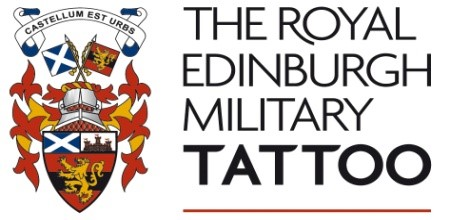 CASTELLUM EST URBS
THE ROYAL
EDINBURGH
MILITARY
TATTOO